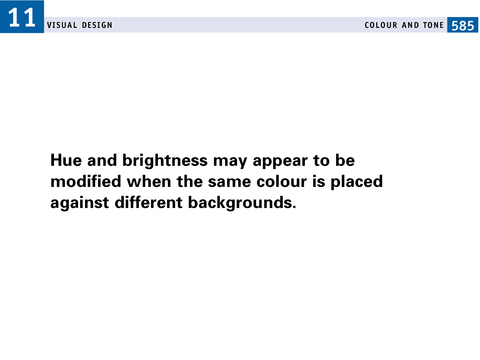 11
VISUAL DESIGN
COLOUR AND TONE
585
Hue and brightness may appear to be
modified when the same colour is placed
against different backgrounds.